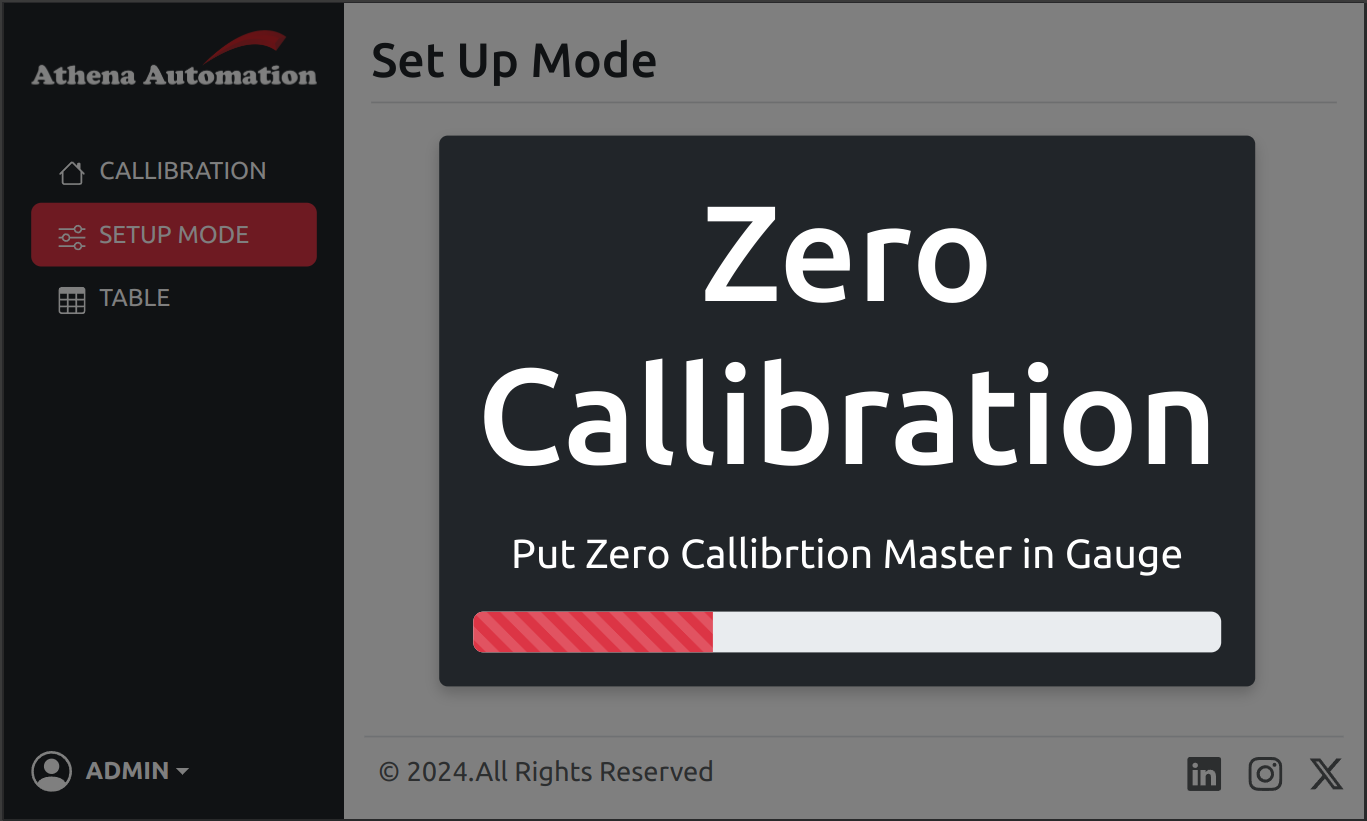 Athena Automation
CALLIBRATION
SETUP MODE
TABLE
ADMIN
Set Up Mode
Zero
Callibration
Put Zero Callibrtion Master in Gauge
© 2024.All Rights Reserved